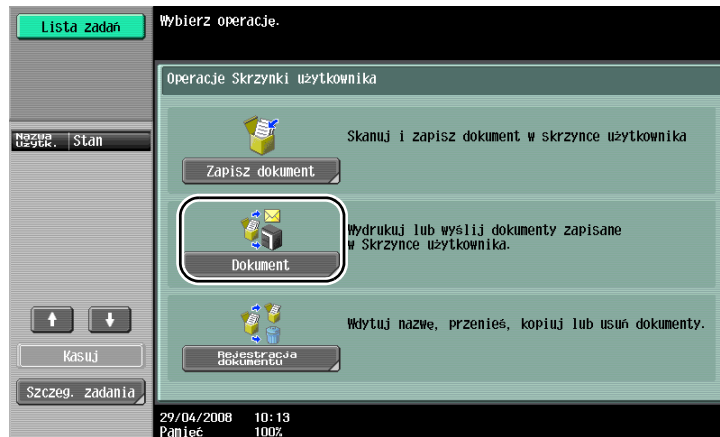 Lista zadań
Wybierz operację.
Operacje Skrzynki użytkownika
Nazwa użytk.
Stan
Skanuj i zapisz dokument w skrzynce użytkownika
Zapisz dokument
Wydrukuj lub wyślij dokumenty zapisane
w Skrzynce użytkownika.
Dokument
Wdytuj nazwę, przenieś, kopiuj lub usuń dokumenty.
Rejestracja
dokumentu
Kasuj
Szczeg. zadania
29/04/2008 10:13
Pamięć 100%